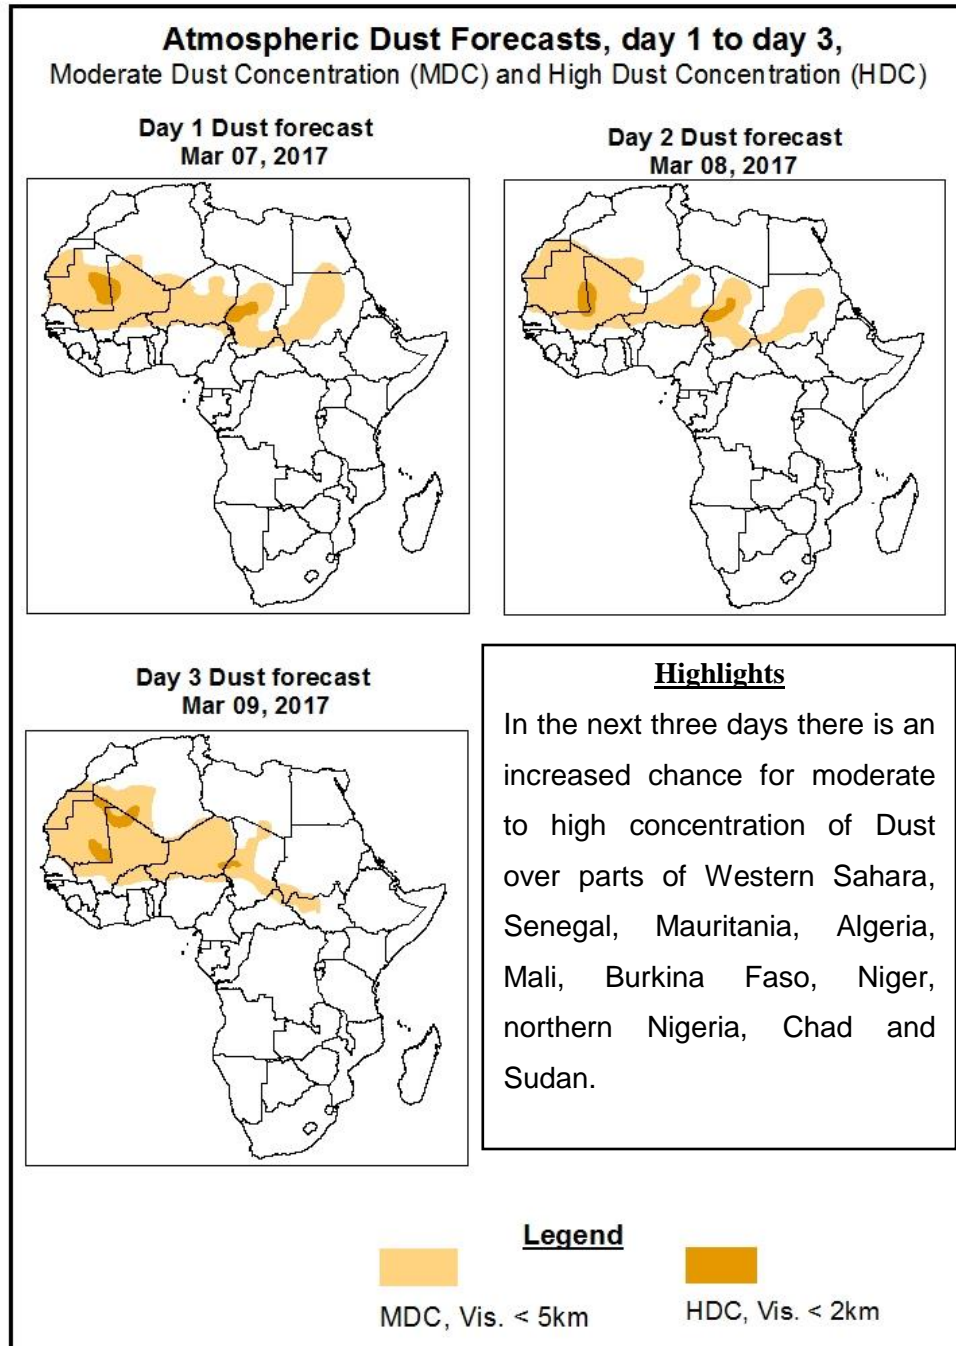 Atmospheric Dust Forecasts, day 1 to day 3,
Moderate Dust Concentration (MDC) and High Dust Concentration (HDC)
Day 1 Dust forecast
Mar 07, 2017
Day 2 Dust forecast
Mar 08, 2017
Day 3 Dust forecast
Mar 09, 2017
Highlights
In the next three days there is an
increased chance for moderate
to high concentration of Dust
over parts of Western Sahara,
Senegal, Mauritania, Algeria,
Mali, Burkina Faso, Niger,
northern Nigeria, Chad and
Sudan.
Legend
MDC, Vis. < 5km
HDC, Vis. < 2km